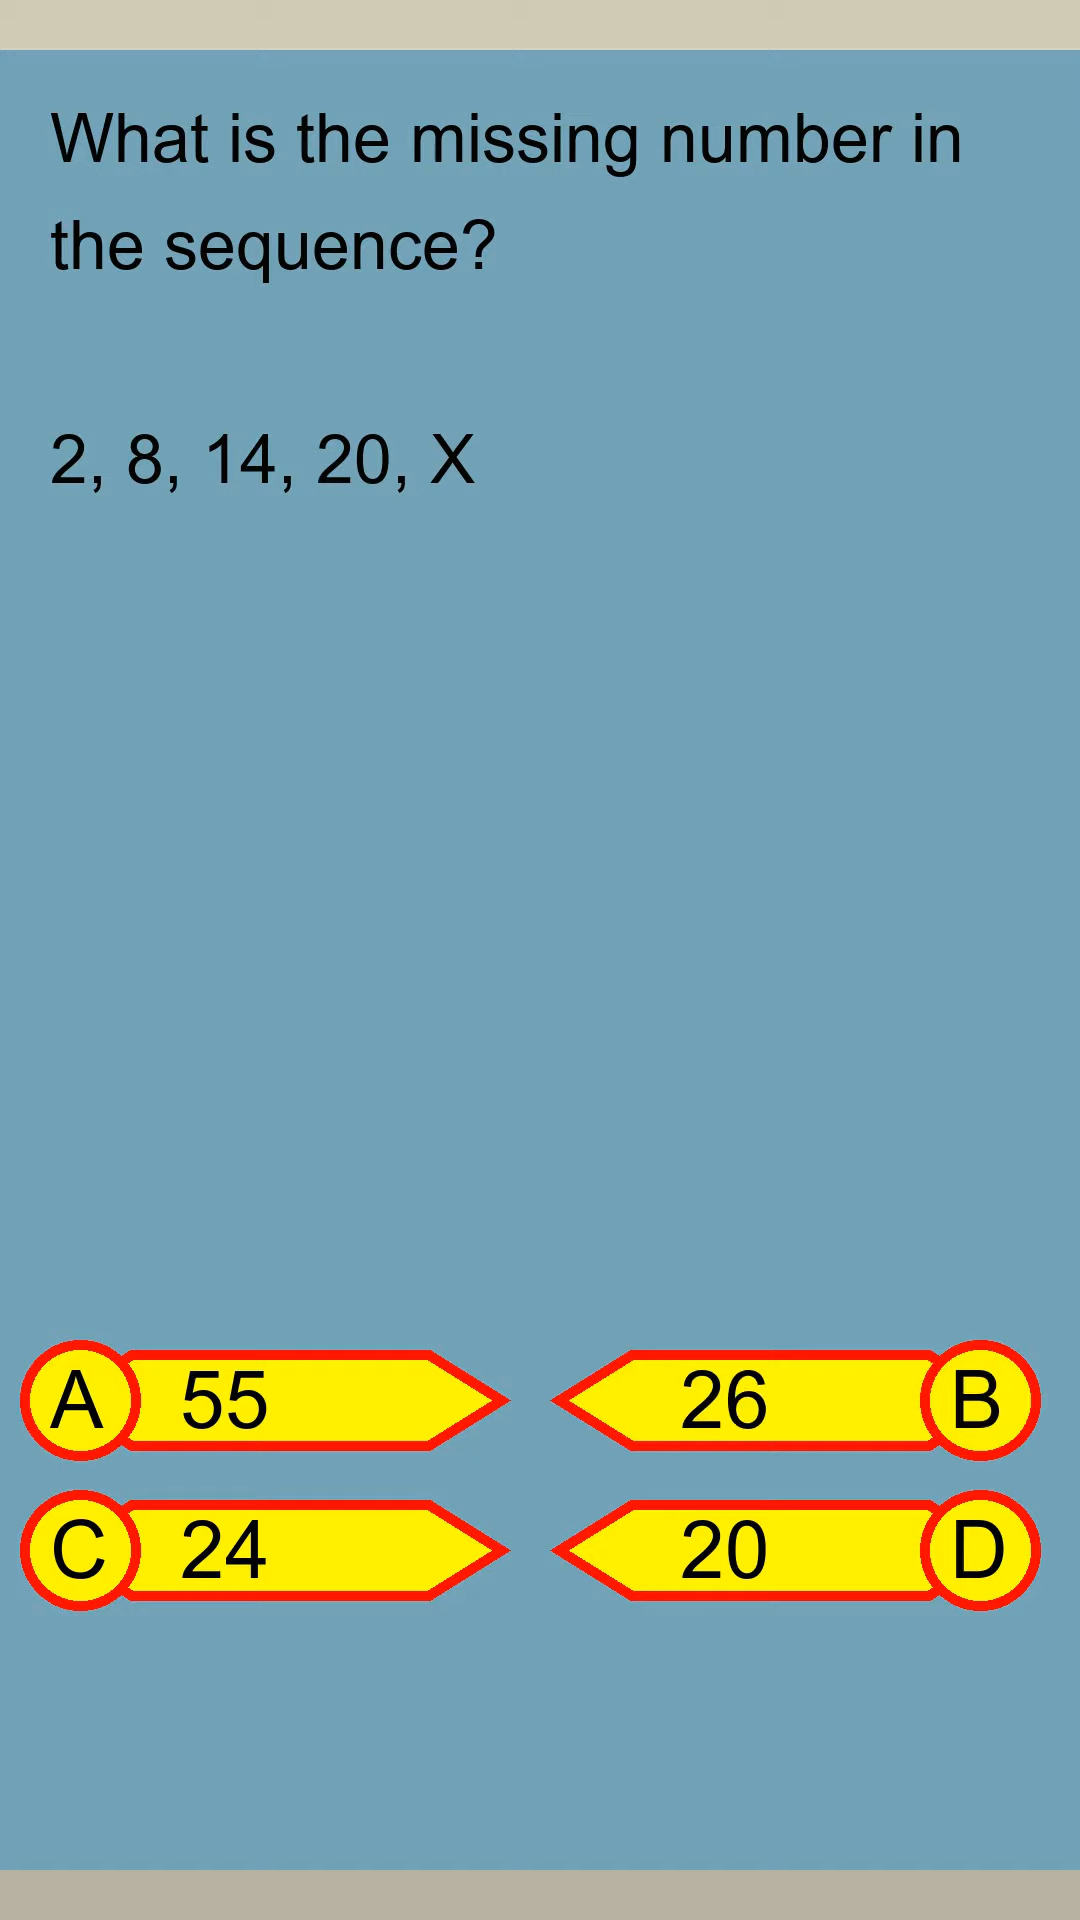 What is the missing number in
the sequence?
2, 8, 14, 20, X
A 55
26 B
C 24
20 D